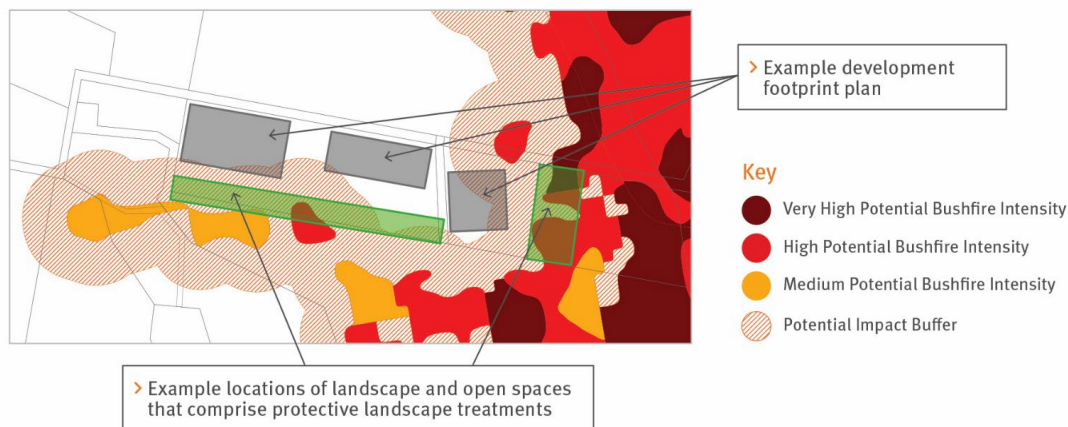 > Example development
footprint plan
Key
Very High Potential Bushfire Intensity
High Potential Bushfire Intensity
Medium Potential Bushfire Intensity
Potential Impact Buffer
> Example locations of landscape and open spaces
that comprise protective landscape treatments